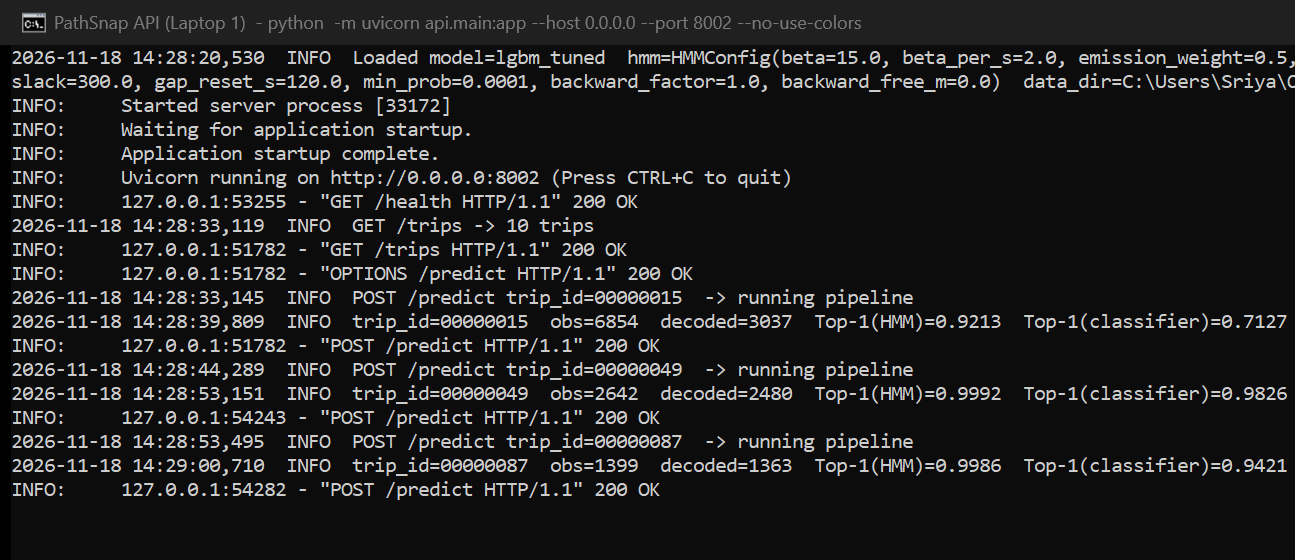 PathSnap API (Laptop 1) - python -m uvicorn api.main:app --host 0.0.0.0 --port 8002 --no-use-colors
2026-11-18 14:28:20,530  INFO  Loaded model=lgbm_tuned  hmm=HMMConfig(beta=15.0, beta_per_s=2.0, emission_weight=0.5,
slack=300.0, gap_reset_s=120.0, min_prob=0.0001, backward_factor=1.0, backward_free_m=0.0)  data_dir=C:\Users\Sriya\
INFO:     Started server process [33172]
INFO:     Waiting for application startup.
INFO:     Application startup complete.
INFO:     Uvicorn running on http://0.0.0.0:8002 (Press CTRL+C to quit)
INFO:     127.0.0.1:53255 - "GET /health HTTP/1.1" 200 OK
2026-11-18 14:28:33,119  INFO  GET /trips -> 10 trips
INFO:     127.0.0.1:51782 - "GET /trips HTTP/1.1" 200 OK
INFO:     127.0.0.1:51782 - "OPTIONS /predict HTTP/1.1" 200 OK
2026-11-18 14:28:33,145  INFO  POST /predict trip_id=00000015  -> running pipeline
2026-11-18 14:28:39,809  INFO  trip_id=00000015  obs=6854  decoded=3037  Top-1(HMM)=0.9213  Top-1(classifier)=0.7127
INFO:     127.0.0.1:51782 - "POST /predict HTTP/1.1" 200 OK
2026-11-18 14:28:44,289  INFO  POST /predict trip_id=00000049  -> running pipeline
2026-11-18 14:28:53,151  INFO  trip_id=00000049  obs=2642  decoded=2480  Top-1(HMM)=0.9992  Top-1(classifier)=0.9826
INFO:     127.0.0.1:54243 - "POST /predict HTTP/1.1" 200 OK
2026-11-18 14:28:53,495  INFO  POST /predict trip_id=00000087  -> running pipeline
2026-11-18 14:29:00,710  INFO  trip_id=00000087  obs=1399  decoded=1363  Top-1(HMM)=0.9986  Top-1(classifier)=0.9421
INFO:     127.0.0.1:54282 - "POST /predict HTTP/1.1" 200 OK